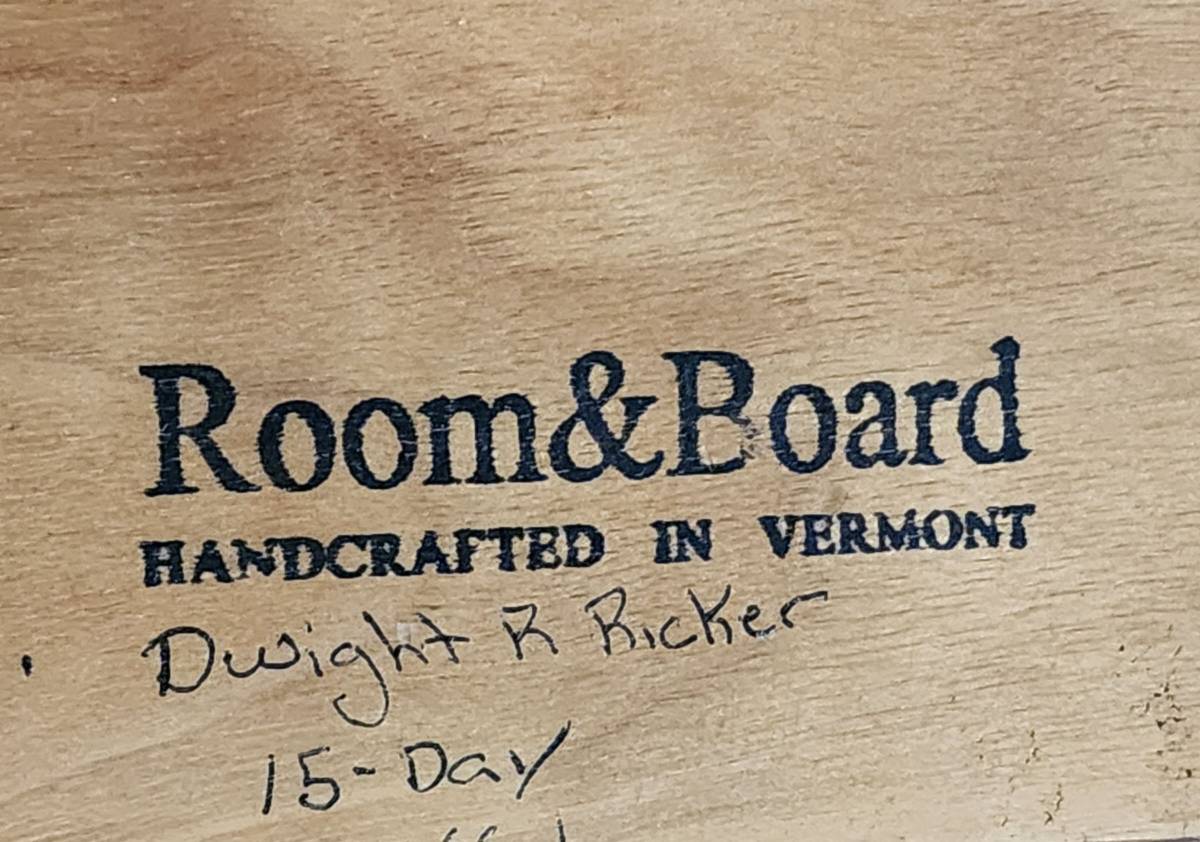 Room&Board
HANDCRAFTED IN VERMONT
Dwight R Ricker
15-Day